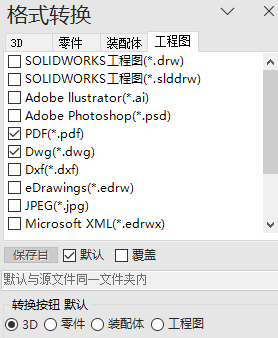 格式转换
3D 零件 装配体 工程图
SOLIDWORKS工程图(*.drw)
SOLIDWORKS工程图(*.slddrw)
Adobe llustrator(*.ai)
Adobe Photoshop(*.psd)
PDF(*.pdf)
Dwg(*.dwg)
Dxf(*.dxf)
eDrawings(*.edrw)
JPEG(*.jpg)
Microsoft XML(*.edrwx)
保存目 默认 覆盖
默认与源文件同一文件夹内
转换按钮 默认
3D 零件 装配体 工程图